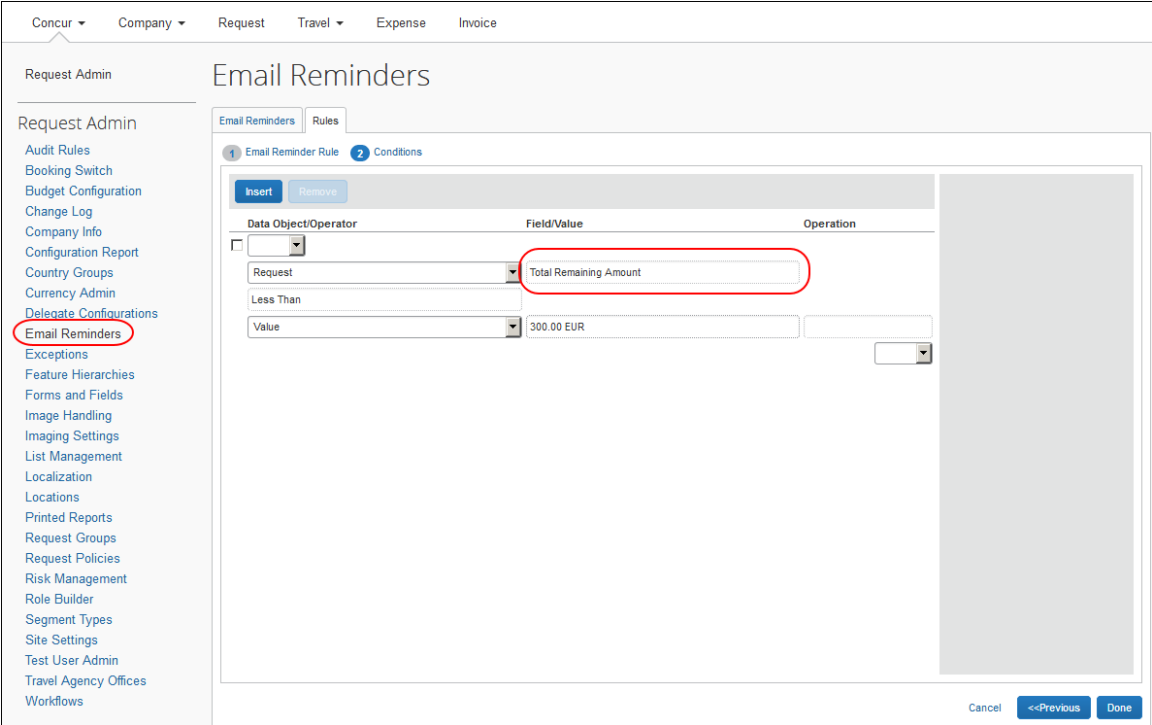 Concur Company Request Travel Expense Invoice
Request Admin
Request Admin
Audit Rules
Booking Switch
Budget Configuration
Change Log
Company Info
Configuration Report
Country Groups
Currency Admin
Delegate Configurations
Email Reminders
Exceptions
Feature Hierarchies
Forms and Fields
Image Handling
Imaging Settings
List Management
Localization
Locations
Printed Reports
Request Groups
Request Policies
Risk Management
Role Builder
Segment Types
Site Settings
Test User Admin
Travel Agency Offices
Workflows
Email Reminders
Email Reminders Rules
1 Email Reminder Rule 2 Conditions
Insert Remove
Data Object/Operator Field/Value Operation
Request Total Remaining Amount
Less Than
Value 300.00 EUR
Cancel <<Previous Done